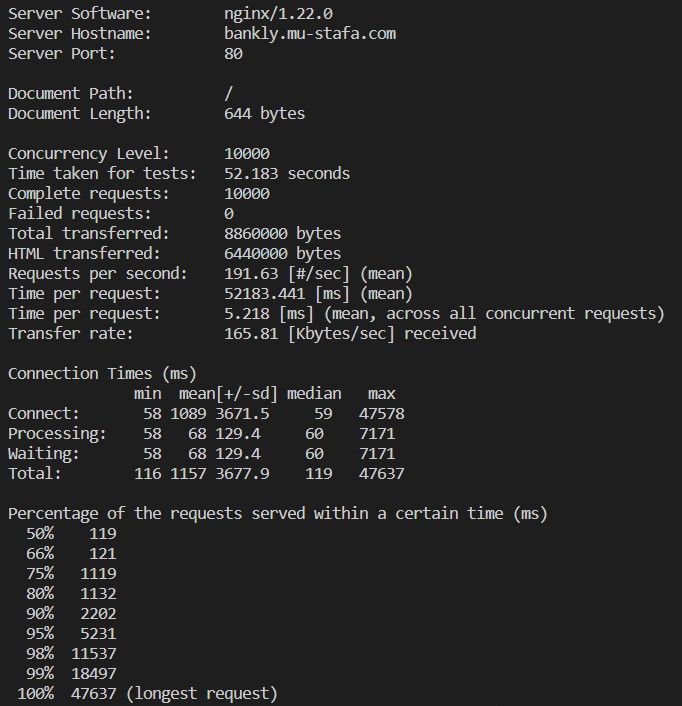 Server Software: nginx/1.22.0
Server Hostname: bankly.mu-stafa.com
Server Port: 80
Document Path: /
Document Length: 644 bytes
Concurrency Level: 10000
Time taken for tests: 52.183 seconds
Complete requests: 10000
Failed requests: 0
Total transferred: 8860000 bytes
HTML transferred: 6440000 bytes
Requests per second: 191.63 [#/sec] (mean)
Time per request: 52183.441 [ms] (mean)
Time per request: 5.218 [ms] (mean, across all concurrent requests)
Transfer rate: 165.81 [Kbytes/sec] received
Connection Times (ms)
min mean[+/-sd] median max
Connect: 58 1089 3671.5 59 47578
Processing: 58 68 129.4 60 7171
Waiting: 58 68 129.4 60 7171
Total: 116 1157 3677.9 119 47637
Percentage of the requests served within a certain time (ms)
50% 119
66% 121
75% 1119
80% 1132
90% 2202
95% 5231
98% 11537
99% 18497
100% 47637 (longest request)